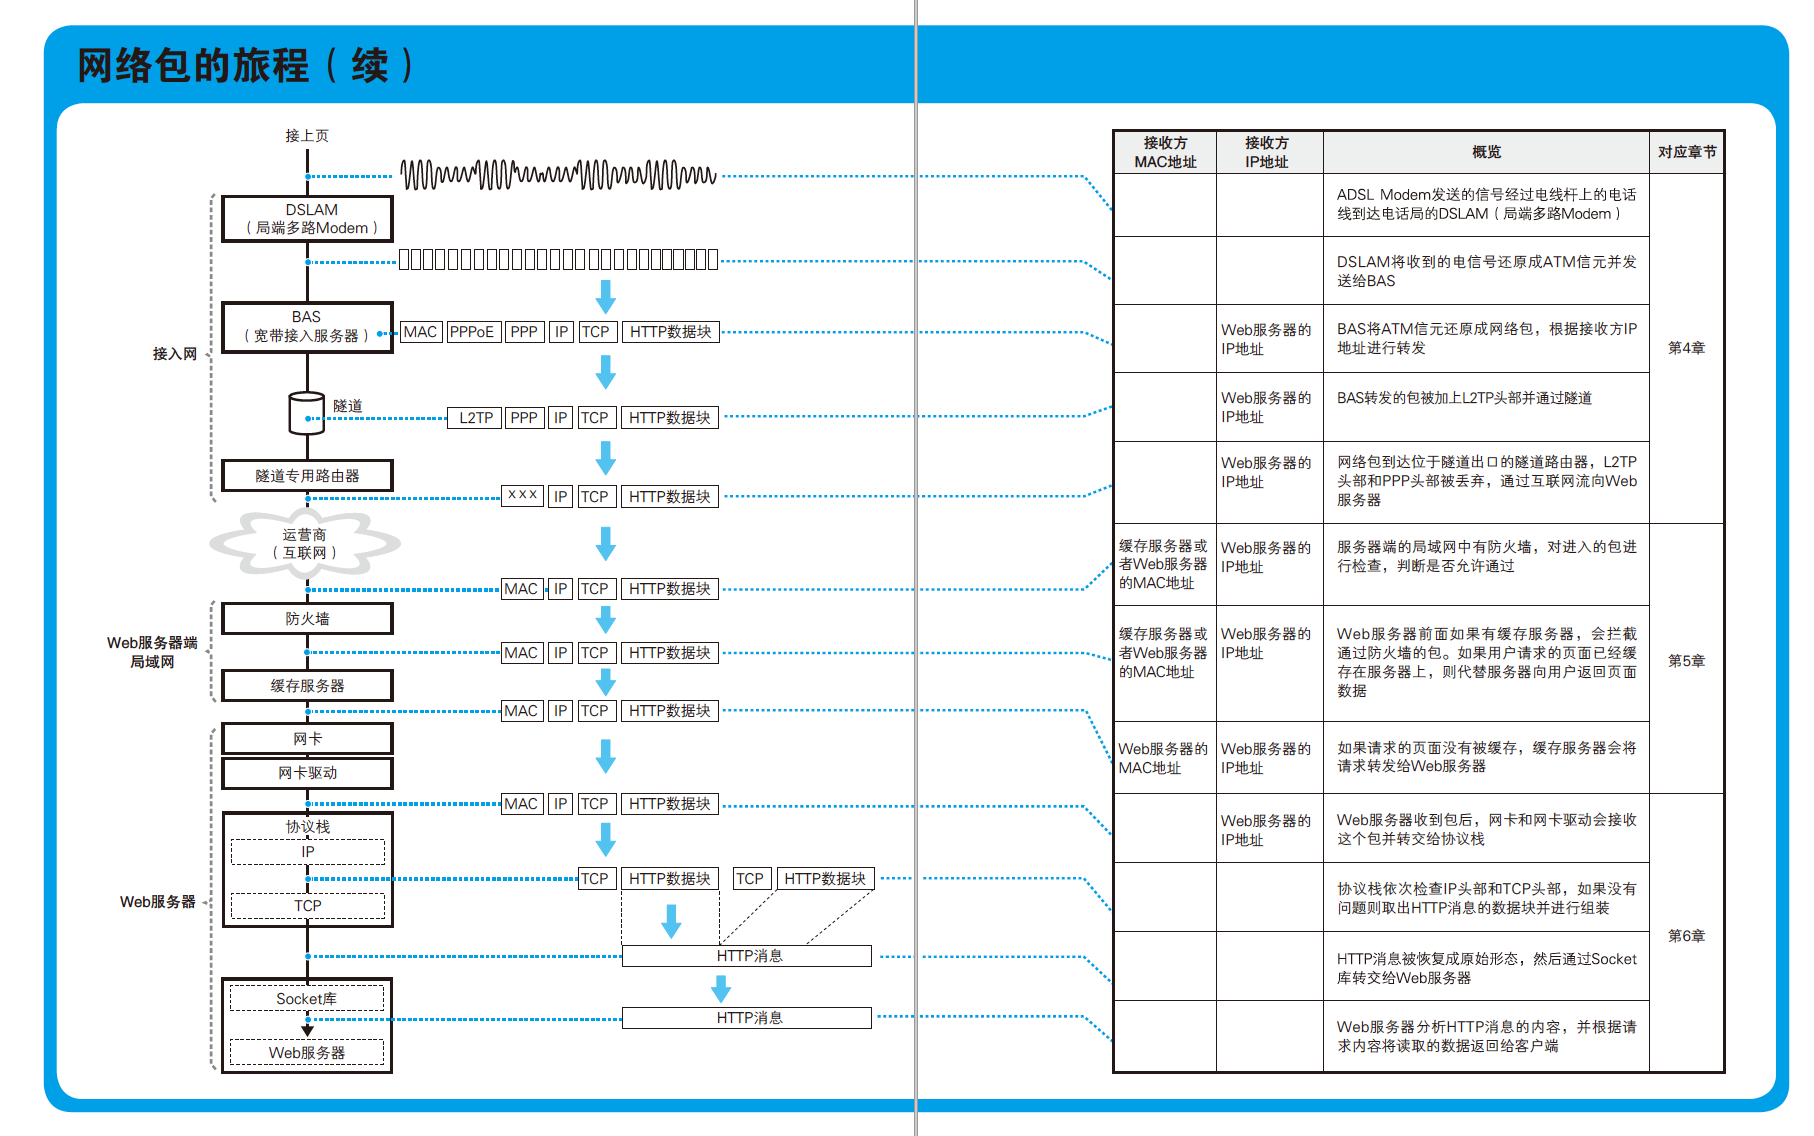 网络包的旅程（续）
接上页
DSLAM
（局端多路Modem）
BAS
（宽带接入服务器）
MAC PPPoE PPP IP TCP HTTP数据块
接入网
隧道
L2TP PPP IP TCP HTTP数据块
隧道专用路由器
xxx IP TCP HTTP数据块
运营商
（互联网）
MAC IP TCP HTTP数据块
防火墙
Web服务器端
局域网
MAC IP TCP HTTP数据块
缓存服务器
MAC IP TCP HTTP数据块
网卡
网卡驱动
MAC IP TCP HTTP数据块
协议栈
IP
TCP HTTP数据块 TCP HTTP数据块
Web服务器
TCP
HTTP消息
Socket库
HTTP消息
Web服务器
接收方
MAC地址
接收方
IP地址
概览
对应章节
ADSL Modem发送的信号经过电线杆上的电话
线到达电话局的DSLAM（局端多路Modem）
DSLAM将收到的电信号还原成ATM信元并发
送给BAS
Web服务器的
IP地址
BAS将ATM信元还原成网络包，根据接收方IP
地址进行转发
第4章
Web服务器的
IP地址
BAS转发的包被加上L2TP头部并通过隧道
Web服务器的
IP地址
网络包到达位于隧道出口的隧道路由器，L2TP
头部和PPP头部被丢弃，通过互联网流向Web
服务器
缓存服务器或
者Web服务器
的MAC地址
Web服务器的
IP地址
服务器端的局域网中有防火墙，对进入的包进
行检查，判断是否允许通过
缓存服务器或
者Web服务器
的MAC地址
Web服务器的
IP地址
Web服务器前面如果有缓存服务器，会拦截
通过防火墙的包。如果用户请求的页面已经缓
存在服务器上，则代替服务器向用户返回页面
数据
第5章
Web服务器的
MAC地址
Web服务器的
IP地址
如果请求的页面没有被缓存，缓存服务器会将
请求转发给Web服务器
Web服务器的
IP地址
Web服务器收到包后，网卡和网卡驱动会接收
这个包并转交给协议栈
协议栈依次检查IP头部和TCP头部，如果没有
问题则取出HTTP消息的数据块并进行组装
第6章
HTTP消息被恢复成原始形态，然后通过Socket
库转交给Web服务器
Web服务器分析HTTP消息的内容，并根据请
求内容将读取的数据返回给客户端